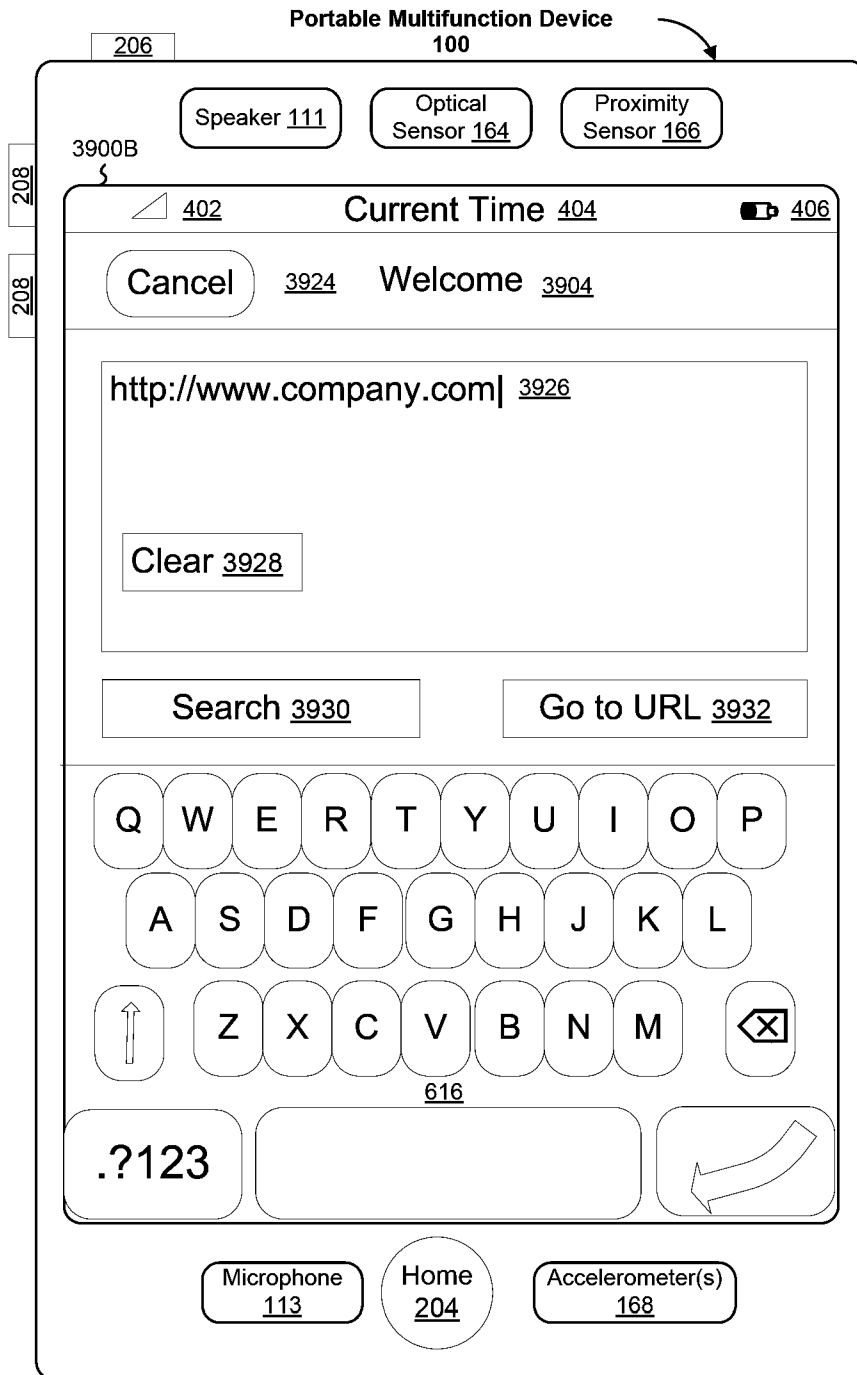 Portable Multifunction Device
100
206
Speaker 111
Optical
Sensor 164
Proximity
Sensor 166
3900B
208
208
402 Current Time 404 406
Cancel 3924 Welcome 3904
http://www.company.com| 3926
Clear 3928
Search 3930
Go to URL 3932
Q W E R T Y U I O P
A S D F G H J K L
Z X C V B N M
616
.?123
Microphone
113
Home
204
Accelerometer(s)
168